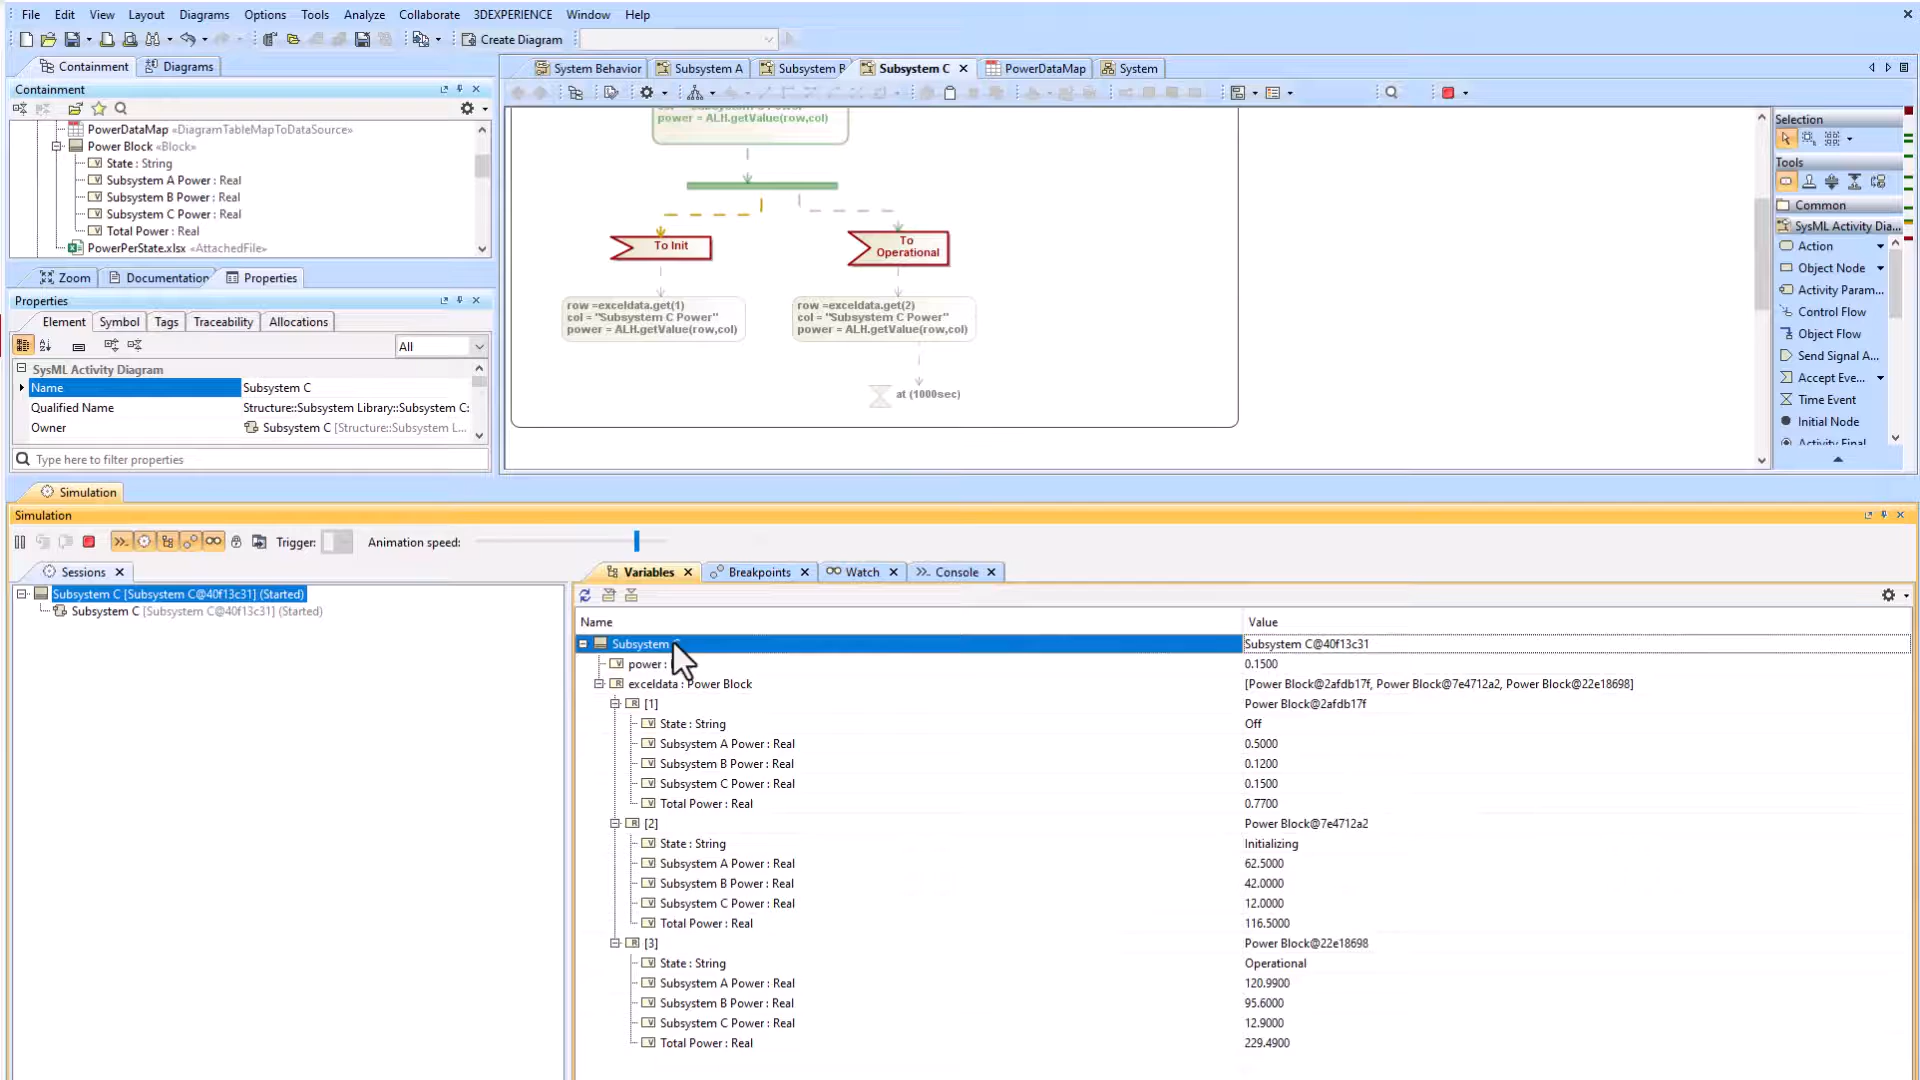 File Edit View Layout Diagrams Options Tools Analyze Collaborate 3DEXPERIENCE Window Help
Create Diagram
Containment Diagrams
Containment
PowerDataMap «DiagramTableMapToDataSource»
Power Block «Block»
State : String
Subsystem A Power : Real
Subsystem B Power : Real
Subsystem C Power : Real
Total Power : Real
PowerPerState.xlsx «AttachedFile»
Zoom Documentation Properties
Properties
Element Symbol Tags Traceability Allocations
All
SysML Activity Diagram
Name Subsystem C
Qualified Name Structure::Subsystem Library::Subsystem C:
Owner Subsystem C [Structure::Subsystem L...
Type here to filter properties
System Behavior Subsystem A Subsystem B Subsystem C PowerDataMap System
power = ALH.getValue(row,col)
To Init
To
Operational
row =exceldata.get(1)
col = "Subsystem C Power"
power = ALH.getValue(row,col)
row =exceldata.get(2)
col = "Subsystem C Power"
power = ALH.getValue(row,col)
at (1000sec)
Selection
Tools
Common
SysML Activity Dia...
Action
Object Node
Activity Param...
Control Flow
Object Flow
Send Signal A...
Accept Eve...
Time Event
Initial Node
Activity Final
Simulation
Simulation
Trigger: Animation speed:
Sessions
Subsystem C [Subsystem C@40f13c31] (Started)
Subsystem C [Subsystem C@40f13c31] (Started)
Variables Breakpoints Watch Console
Name Value
Subsystem C Subsystem C@40f13c31
power : 0.1500
exceldata : Power Block [Power Block@2afdb17f, Power Block@7e4712a2, Power Block@22e18698]
[1] Power Block@2afdb17f
State : String Off
Subsystem A Power : Real 0.5000
Subsystem B Power : Real 0.1200
Subsystem C Power : Real 0.1500
Total Power : Real 0.7700
[2] Power Block@7e4712a2
State : String Initializing
Subsystem A Power : Real 62.5000
Subsystem B Power : Real 42.0000
Subsystem C Power : Real 12.0000
Total Power : Real 116.5000
[3] Power Block@22e18698
State : String Operational
Subsystem A Power : Real 120.9900
Subsystem B Power : Real 95.6000
Subsystem C Power : Real 12.9000
Total Power : Real 229.4900